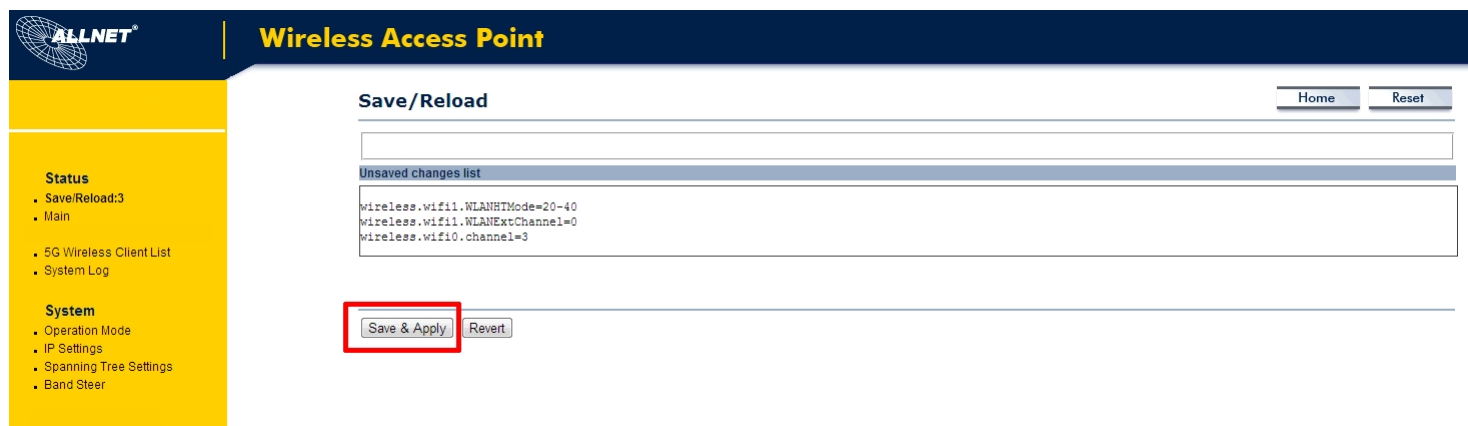 ALLNET®
Wireless Access Point
Save/Reload
Home
Reset
Unsaved changes list
wireless.wifi1.WLANHTMode=20-40
wireless.wifi1.WLANExtChannel=0
wireless.wifi0.channel=3
Save & Apply
Revert
Status
Save/Reload:3
Main
5G Wireless Client List
System Log
System
Operation Mode
IP Settings
Spanning Tree Settings
Band Steer